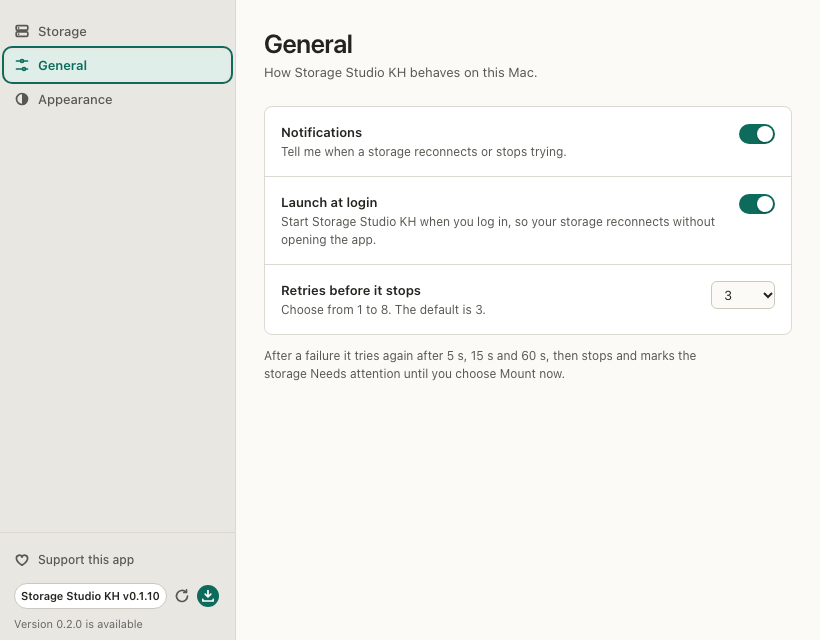 Storage
General
Appearance
General
How Storage Studio KH behaves on this Mac.
Notifications
Tell me when a storage reconnects or stops trying.
Launch at login
Start Storage Studio KH when you log in, so your storage reconnects without
opening the app.
Retries before it stops
3
Choose from 1 to 8. The default is 3.
After a failure it tries again after 5 s, 15 s and 60 s, then stops and marks the
storage Needs attention until you choose Mount now.
Support this app
Storage Studio KH v0.1.10
Version 0.2.0 is available